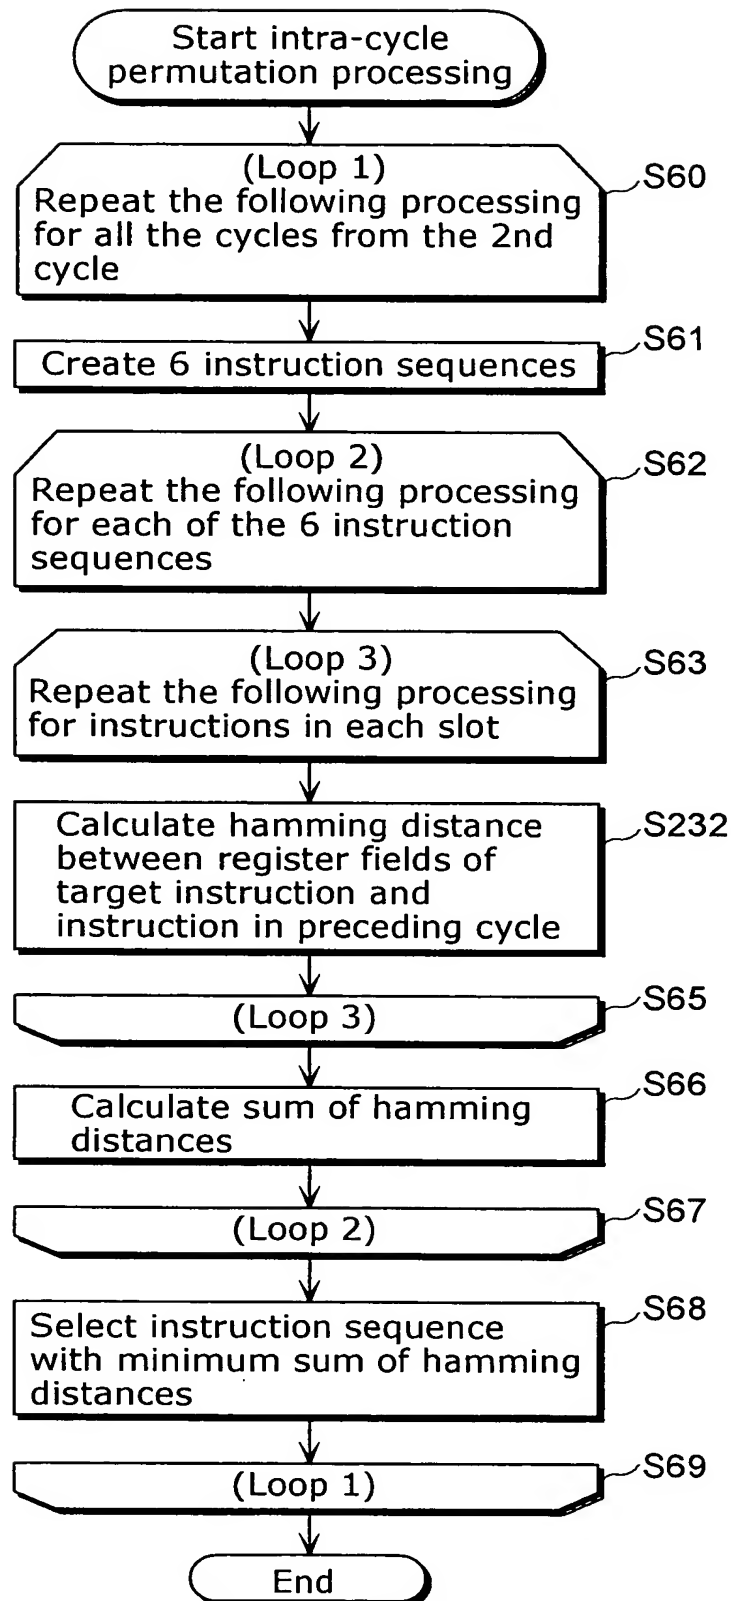 Start intra-cycle
permutation processing
(Loop 1)
Repeat the following processing
for all the cycles from the 2nd
cycle
S60
Create 6 instruction sequences
S61
(Loop 2)
Repeat the following processing
for each of the 6 instruction
sequences
S62
(Loop 3)
Repeat the following processing
for instructions in each slot
S63
Calculate hamming distance
between register fields of
target instruction and
instruction in preceding cycle
S232
(Loop 3)
S65
Calculate sum of hamming
distances
S66
(Loop 2)
S67
Select instruction sequence
with minimum sum of hamming
distances
S68
(Loop 1)
S69
End